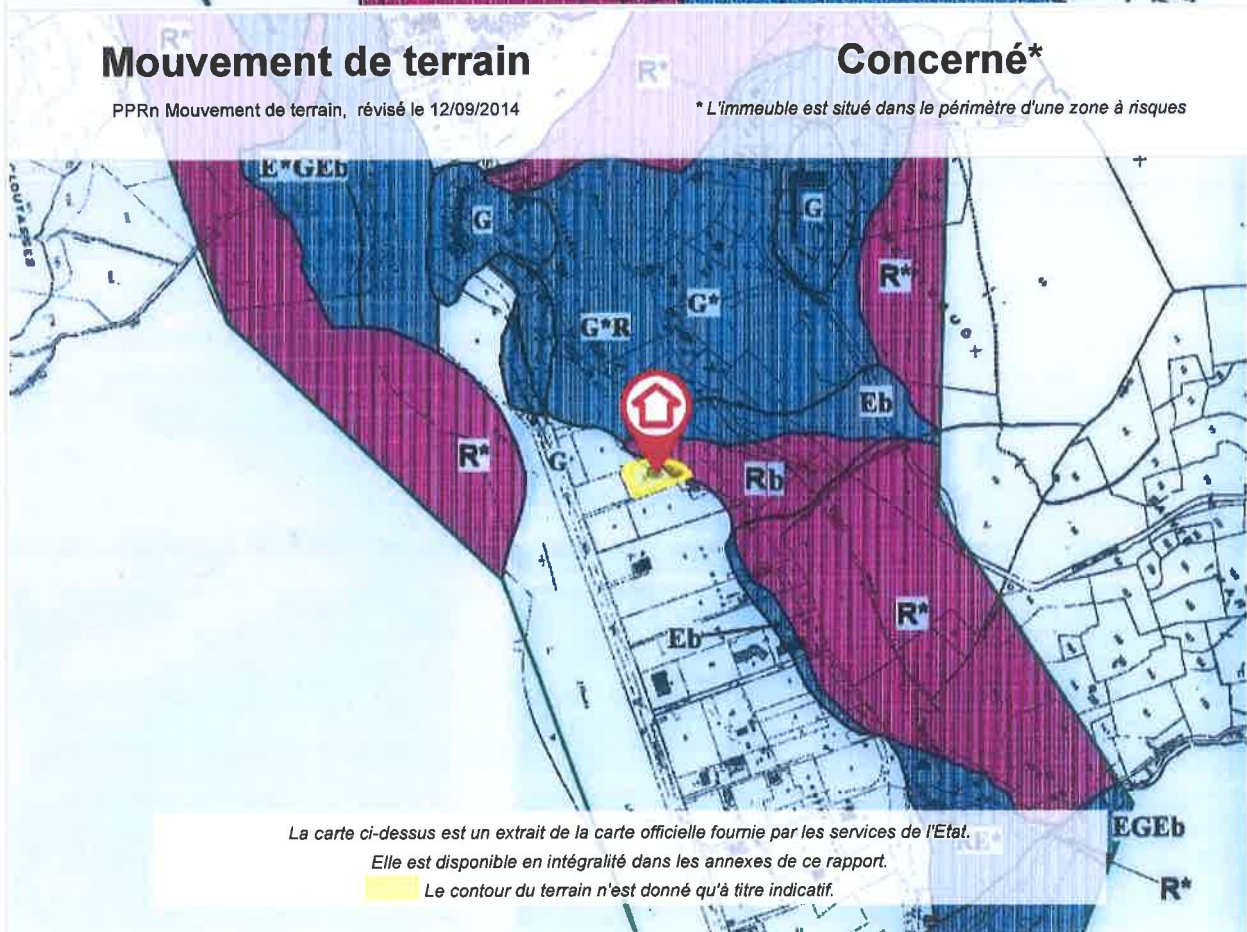 R*
Mouvement de terrain
Concerné*
R*
PPRn Mouvement de terrain, révisé le 12/09/2014
* L'immeuble est situé dans le périmètre d'une zone à risques
E*GEb
G
G
R*
G*
G*R
Eb
R*
G
Rb
R*
Eb
La carte ci-dessus est un extrait de la carte officielle fournie par les services de l'Etat.
EGEb
RE*
Elle est disponible en intégralité dans les annexes de ce rapport.
Le contour du terrain n'est donné qu'à titre indicatif.
R*